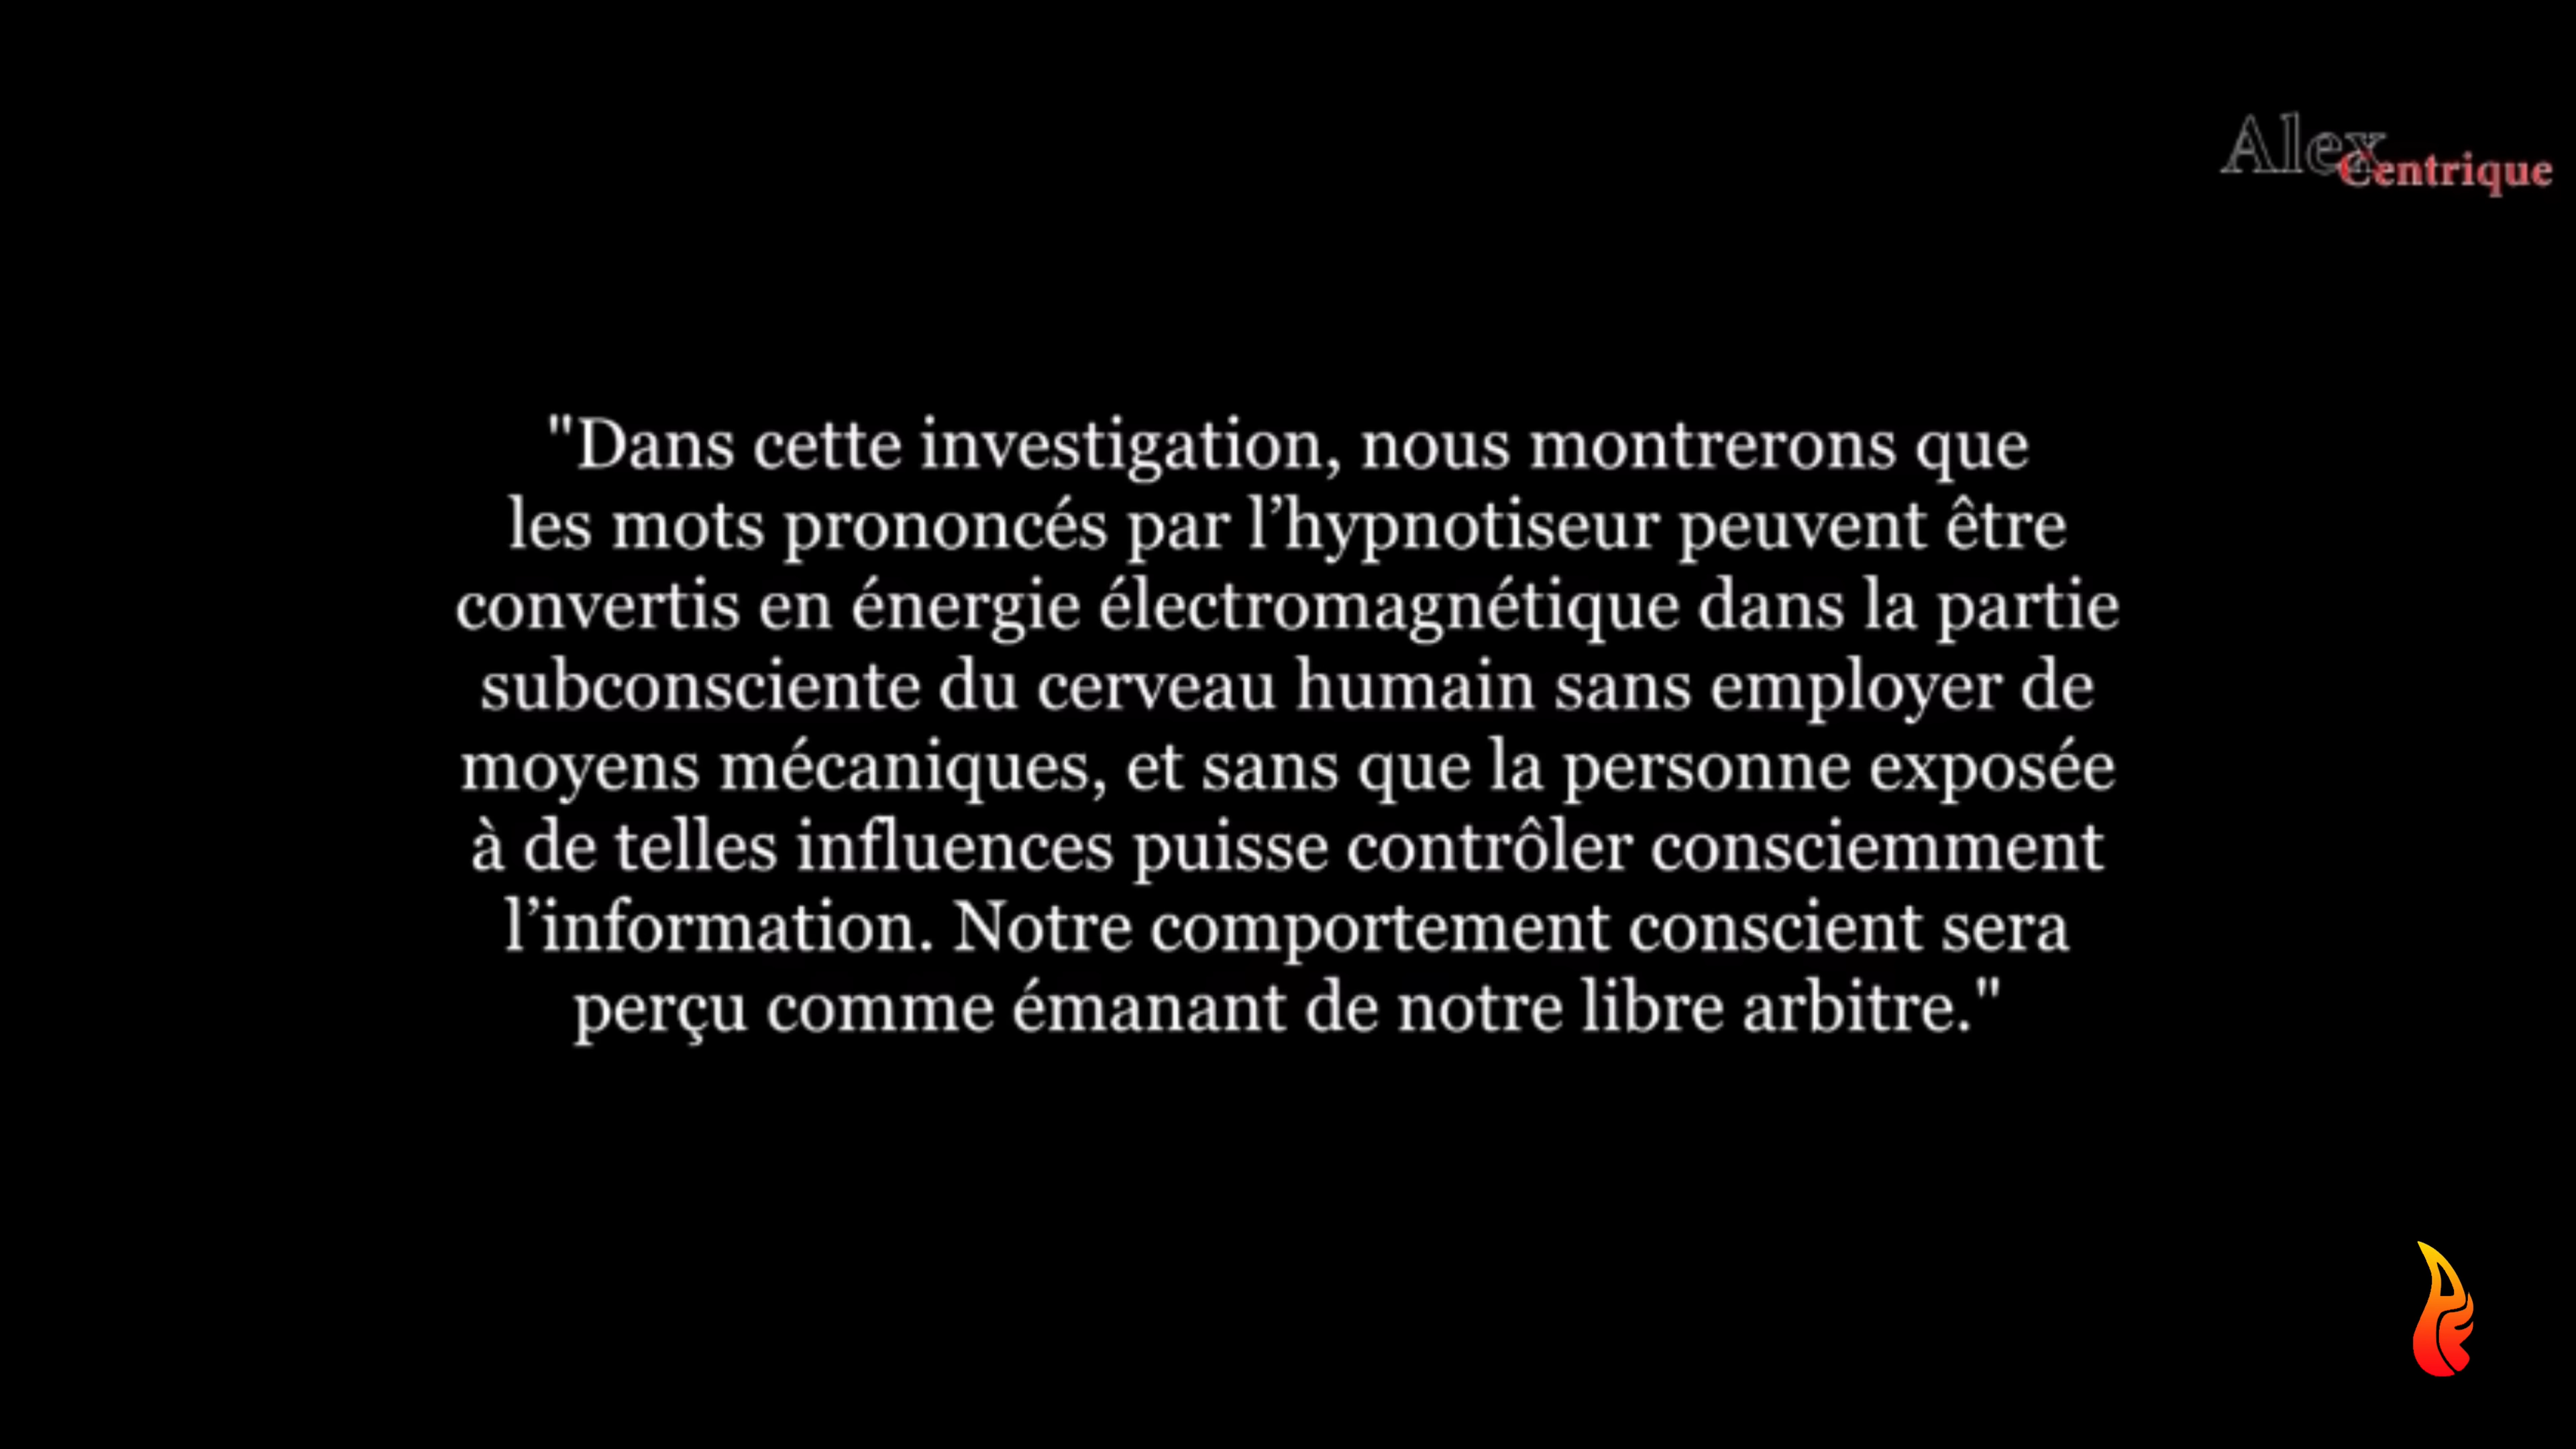 Alex
Centrique
"Dans cette investigation, nous montrerons que
les mots prononcés par l’hypnotiseur peuvent être
convertis en énergie électromagnétique dans la partie
subconsciente du cerveau humain sans employer de
moyens mécaniques, et sans que la personne exposée
à de telles influences puisse contrôler consciemment
l’information. Notre comportement conscient sera
perçu comme émanant de notre libre arbitre."